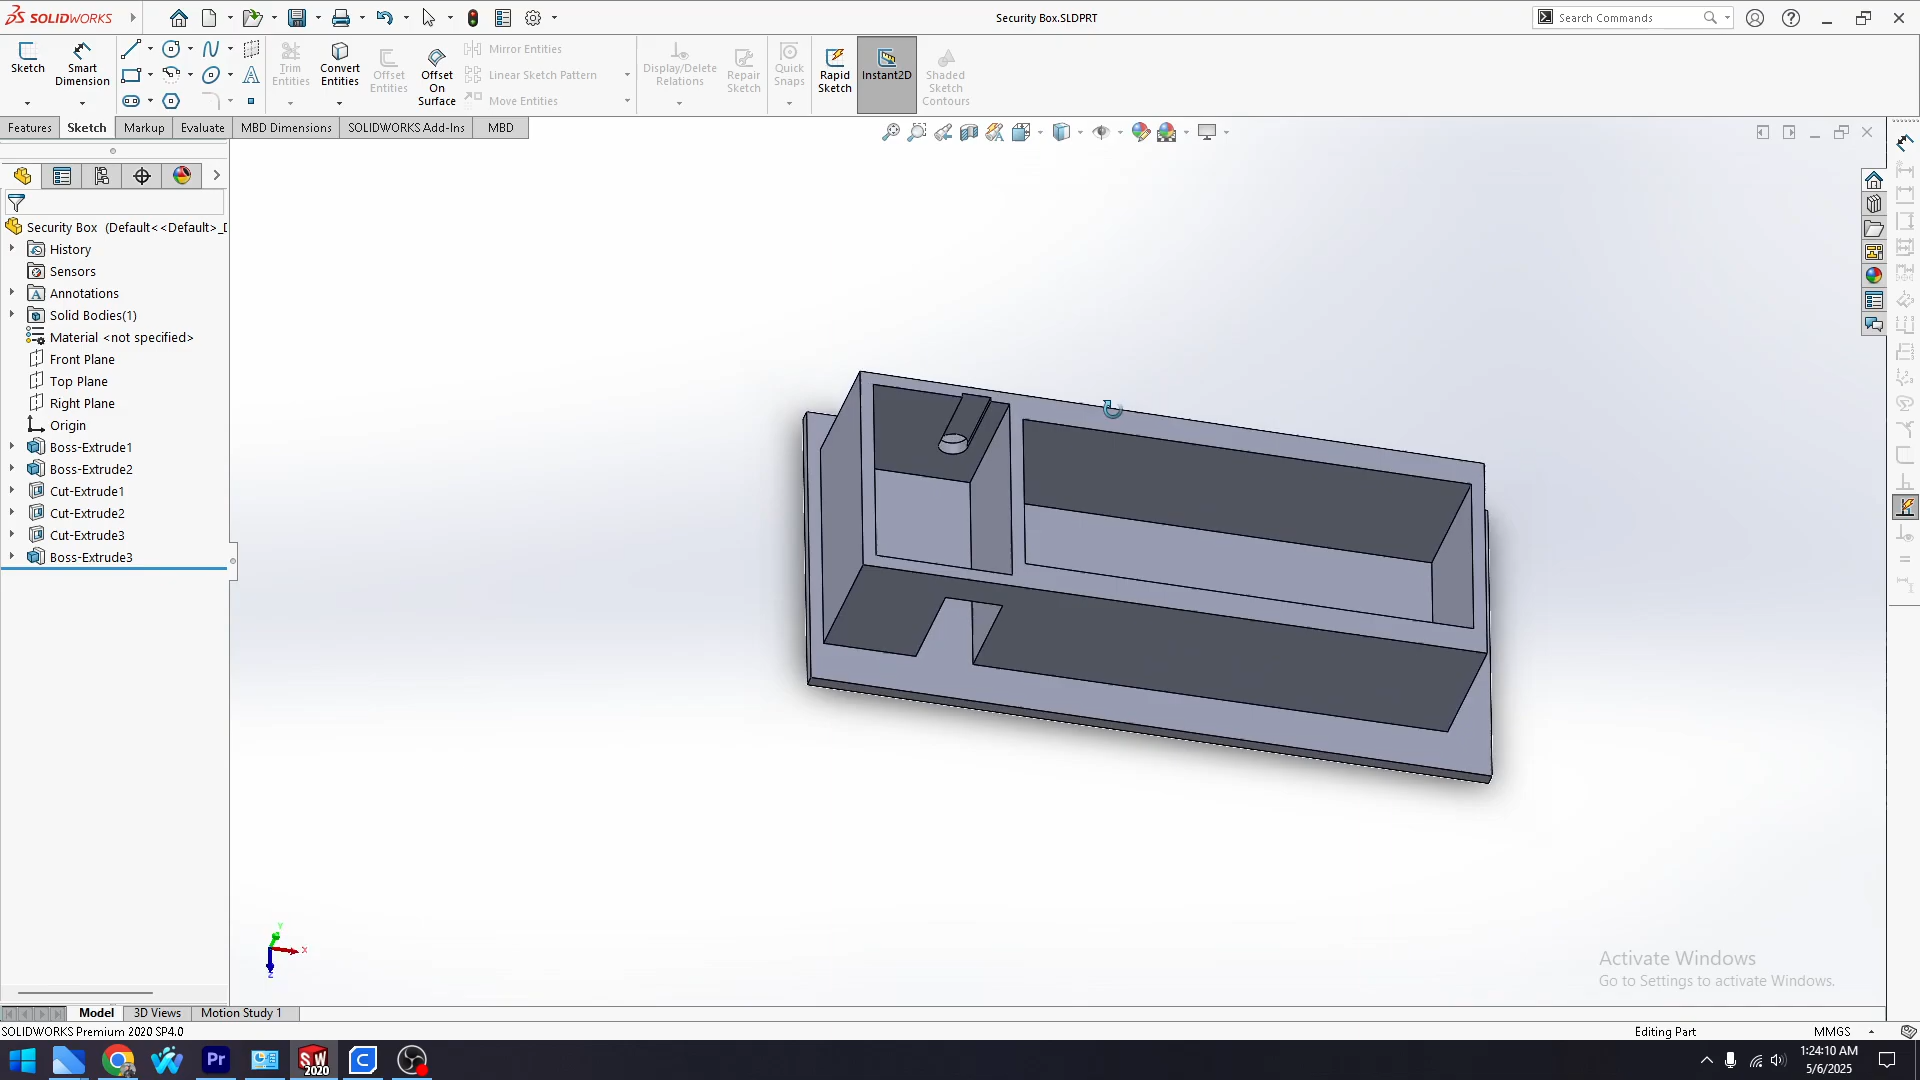 SOLIDWORKS
Security Box.SLDPRT
Search Commands
Sketch
Smart Dimension
Trim Entities
Convert Entities
Offset Entities
Offset On Surface
Mirror Entities
Linear Sketch Pattern
Move Entities
Display/Delete Relations
Repair Sketch
Quick Snaps
Rapid Sketch
Instant2D
Shaded Sketch Contours
Features
Sketch
Markup
Evaluate
MBD Dimensions
SOLIDWORKS Add-Ins
MBD
Security Box (Default<<Default>_D
History
Sensors
Annotations
Solid Bodies(1)
Material <not specified>
Front Plane
Top Plane
Right Plane
Origin
Boss-Extrude1
Boss-Extrude2
Cut-Extrude1
Cut-Extrude2
Cut-Extrude3
Boss-Extrude3
Y
X
Z
Activate Windows
Go to Settings to activate Windows.
Model
3D Views
Motion Study 1
SOLIDWORKS Premium 2020 SP4.0
Editing Part
MMGS
Pr
SW 2020
C
1:24:10 AM
5/6/2025